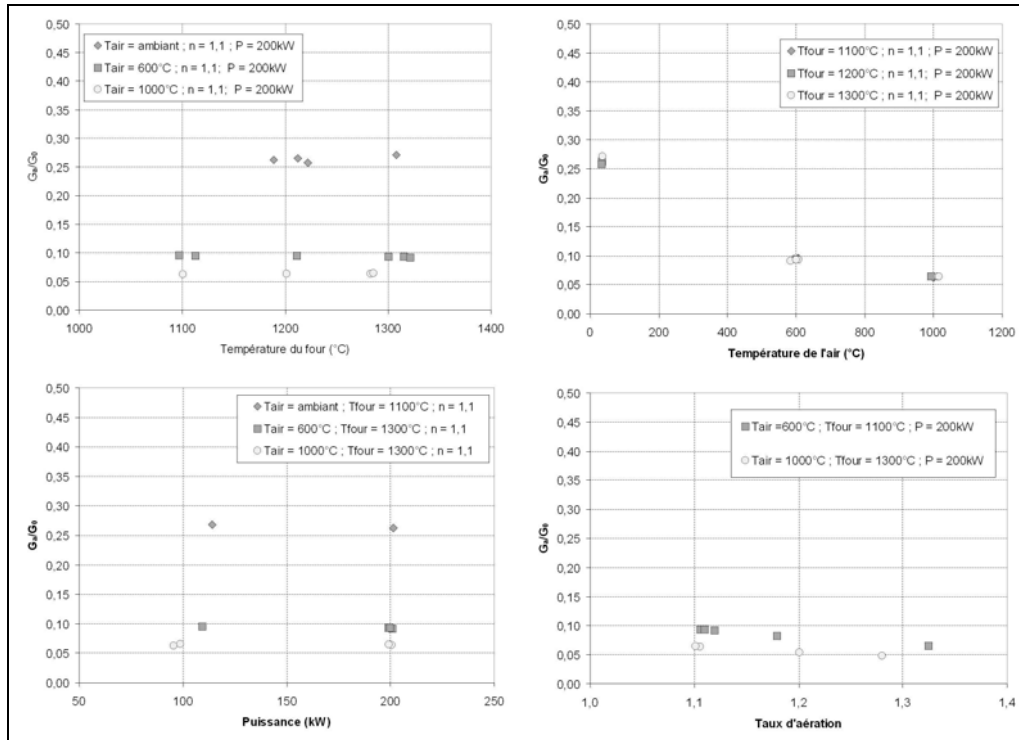 0,50
0,45
0,40
0,35
0,30
0,25
0,20
0,15
0,10
0,05
0,00
Ga/G0
Tair = ambiant ; n = 1,1 ; P = 200kW
Tair = 600°C ; n = 1,1; P = 200kW
Tair = 1000°C ; n = 1,1; P = 200kW
1000 1100 1200 1300 1400
Température du four (°C)
0,50
0,45
0,40
0,35
0,30
0,25
0,20
0,15
0,10
0,05
0,00
Ga/G0
Tfour = 1100°C ; n = 1,1; P = 200kW
Tfour = 1200°C ; n = 1,1; P = 200kW
Tfour = 1300°C ; n = 1,1; P = 200kW
0 200 400 600 800 1000 1200
Température de l'air (°C)
0,50
0,45
0,40
0,35
0,30
0,25
0,20
0,15
0,10
0,05
0,00
Ga/G0
Tair = ambiant ; Tfour = 1100°C ; n = 1,1
Tair = 600°C ; Tfour = 1300°C ; n = 1,1
Tair = 1000°C ; Tfour = 1300°C ; n = 1,1
50 100 150 200 250
Puissance (kW)
0,50
0,45
0,40
0,35
0,30
0,25
0,20
0,15
0,10
0,05
0,00
Ga/G0
Tair =600°C ; Tfour = 1100°C ; P = 200kW
Tair = 1000°C ; Tfour = 1300°C ; P = 200kW
1,0 1,1 1,2 1,3 1,4
Taux d'aération